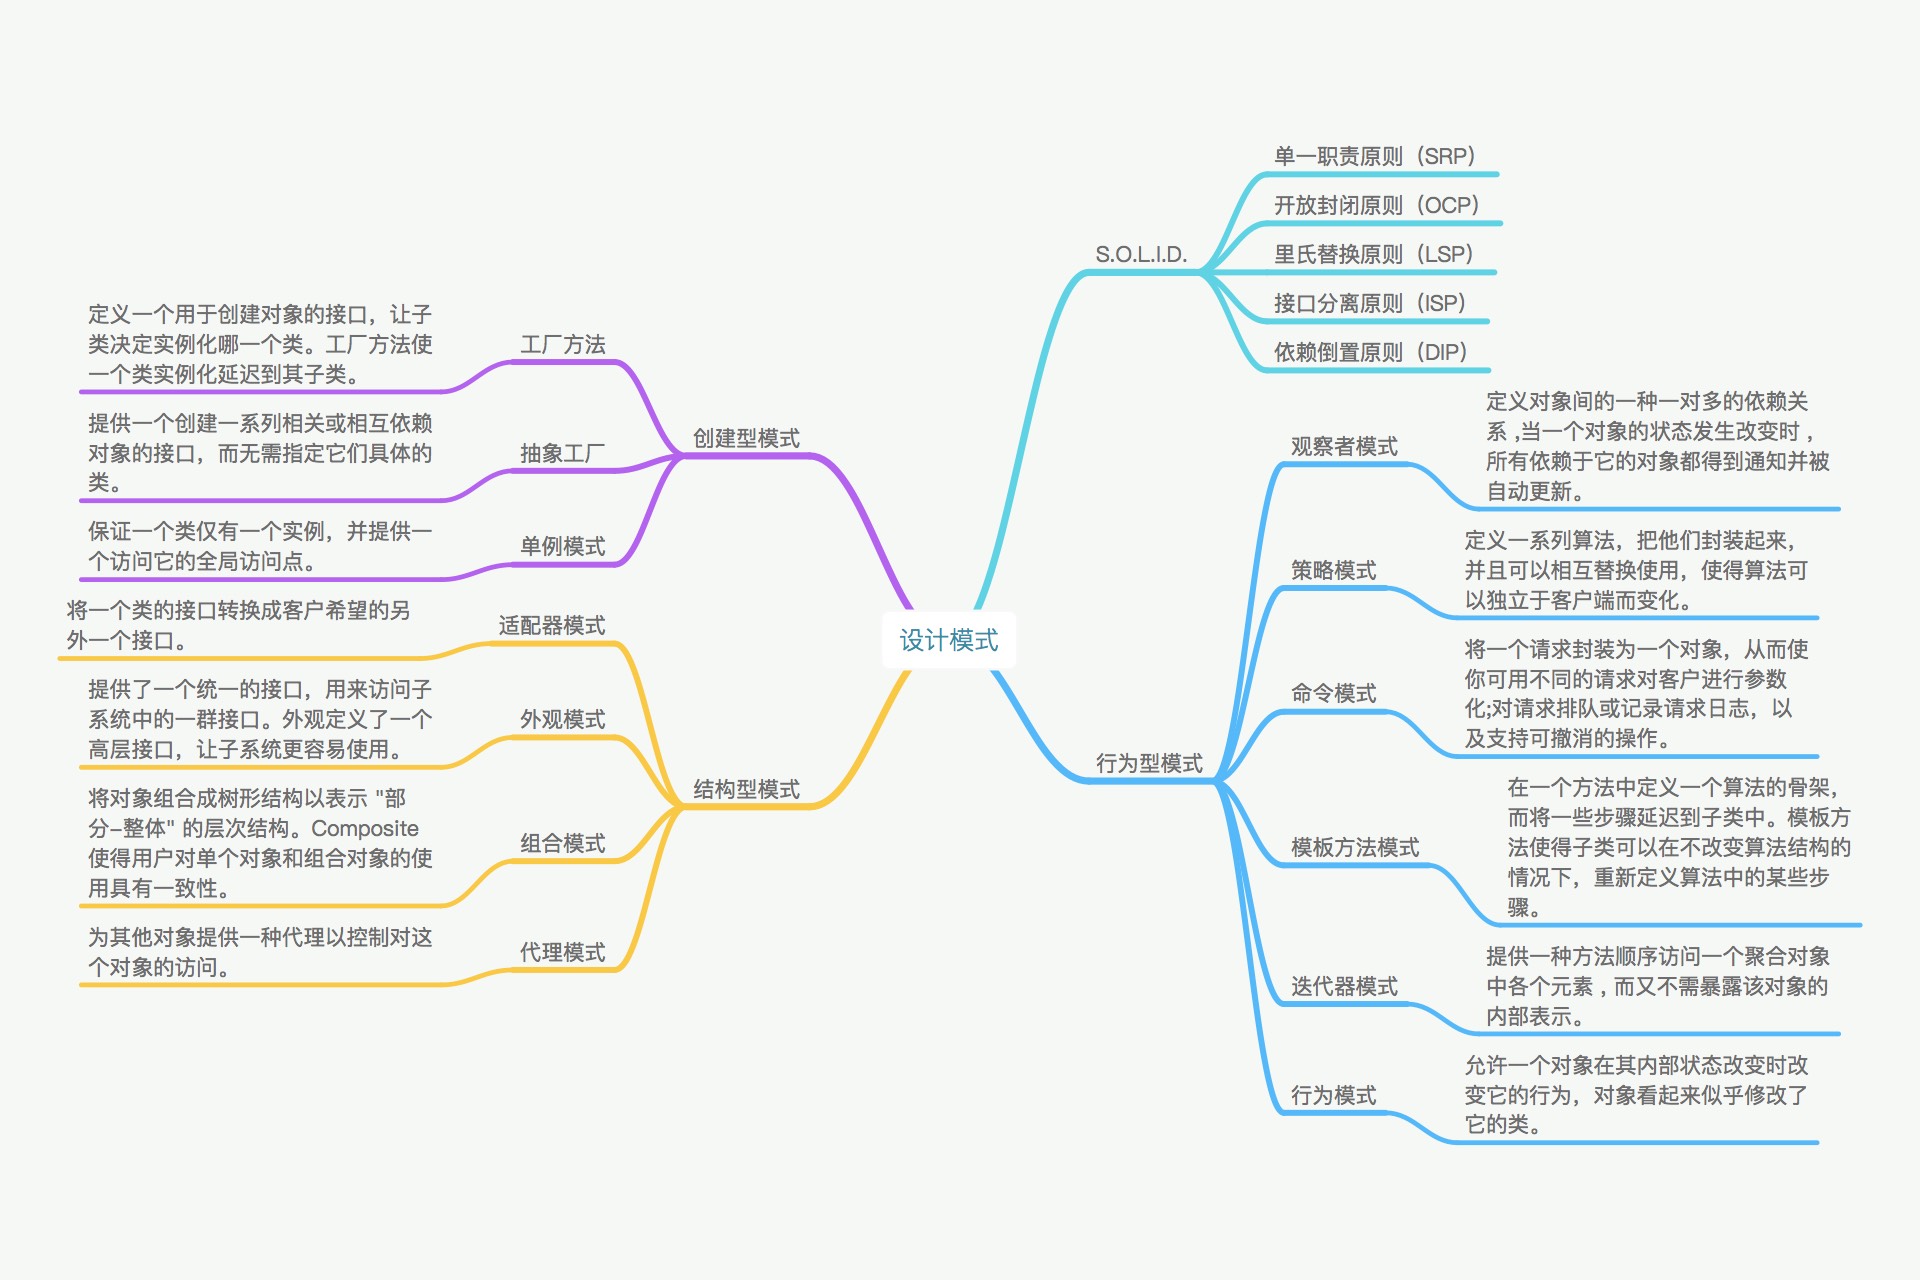 设计模式
S.O.L.I.D.
单一职责原则（SRP）
开放封闭原则（OCP）
里氏替换原则（LSP）
接口分离原则（ISP）
依赖倒置原则（DIP）
行为型模式
观察者模式
定义对象间的一种一对多的依赖关
系 ,当一个对象的状态发生改变时 ,
所有依赖于它的对象都得到通知并被
自动更新。
策略模式
定义一系列算法，把他们封装起来，
并且可以相互替换使用，使得算法可
以独立于客户端而变化。
命令模式
将一个请求封装为一个对象，从而使
你可用不同的请求对客户进行参数
化;对请求排队或记录请求日志，以
及支持可撤消的操作。
模板方法模式
在一个方法中定义一个算法的骨架，
而将一些步骤延迟到子类中。模板方
法使得子类可以在不改变算法结构的
情况下，重新定义算法中的某些步
骤。
迭代器模式
提供一种方法顺序访问一个聚合对象
中各个元素 , 而又不需暴露该对象的
内部表示。
行为模式
允许一个对象在其内部状态改变时改
变它的行为，对象看起来似乎修改了
它的类。
创建型模式
工厂方法
定义一个用于创建对象的接口，让子
类决定实例化哪一个类。工厂方法使
一个类实例化延迟到其子类。
抽象工厂
提供一个创建一系列相关或相互依赖
对象的接口，而无需指定它们具体的
类。
单例模式
保证一个类仅有一个实例，并提供一
个访问它的全局访问点。
结构型模式
适配器模式
将一个类的接口转换成客户希望的另
外一个接口。
外观模式
提供了一个统一的接口，用来访问子
系统中的一群接口。外观定义了一个
高层接口，让子系统更容易使用。
组合模式
将对象组合成树形结构以表示 "部
分–整体" 的层次结构。Composite
使得用户对单个对象和组合对象的使
用具有一致性。
代理模式
为其他对象提供一种代理以控制对这
个对象的访问。